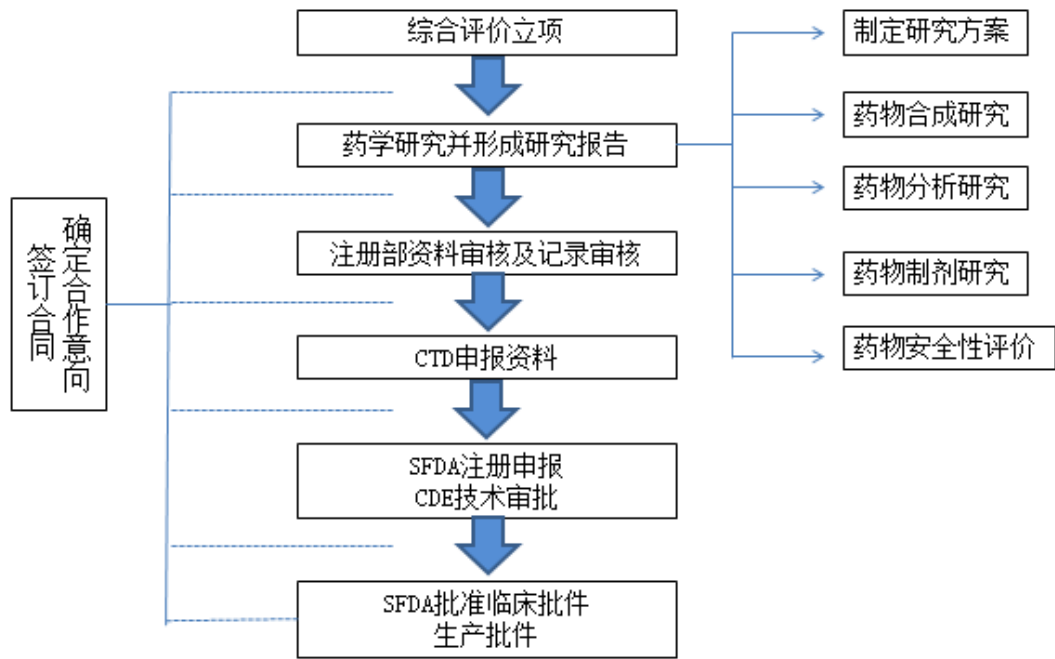 综合评价立项
药学研究并形成研究报告
注册部资料审核及记录审核
CTD申报资料
SFDA注册申报
CDE技术审批
SFDA批准临床批件
生产批件
确定合作意向
签订合同
制定研究方案
药物合成研究
药物分析研究
药物制剂研究
药物安全性评价